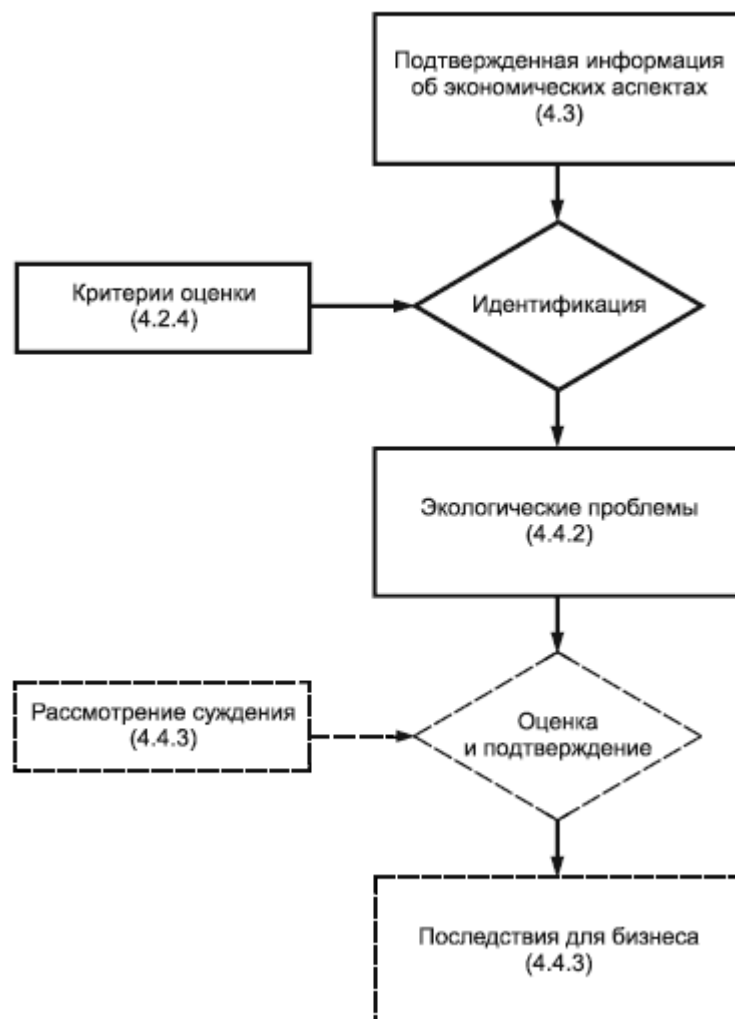 Подтвержденная информация
об экономических аспектах
(4.3)
Критерии оценки
(4.2.4)
Идентификация
Экологические проблемы
(4.4.2)
Рассмотрение суждения
(4.4.3)
Оценка
и подтверждение
Последствия для бизнеса
(4.4.3)